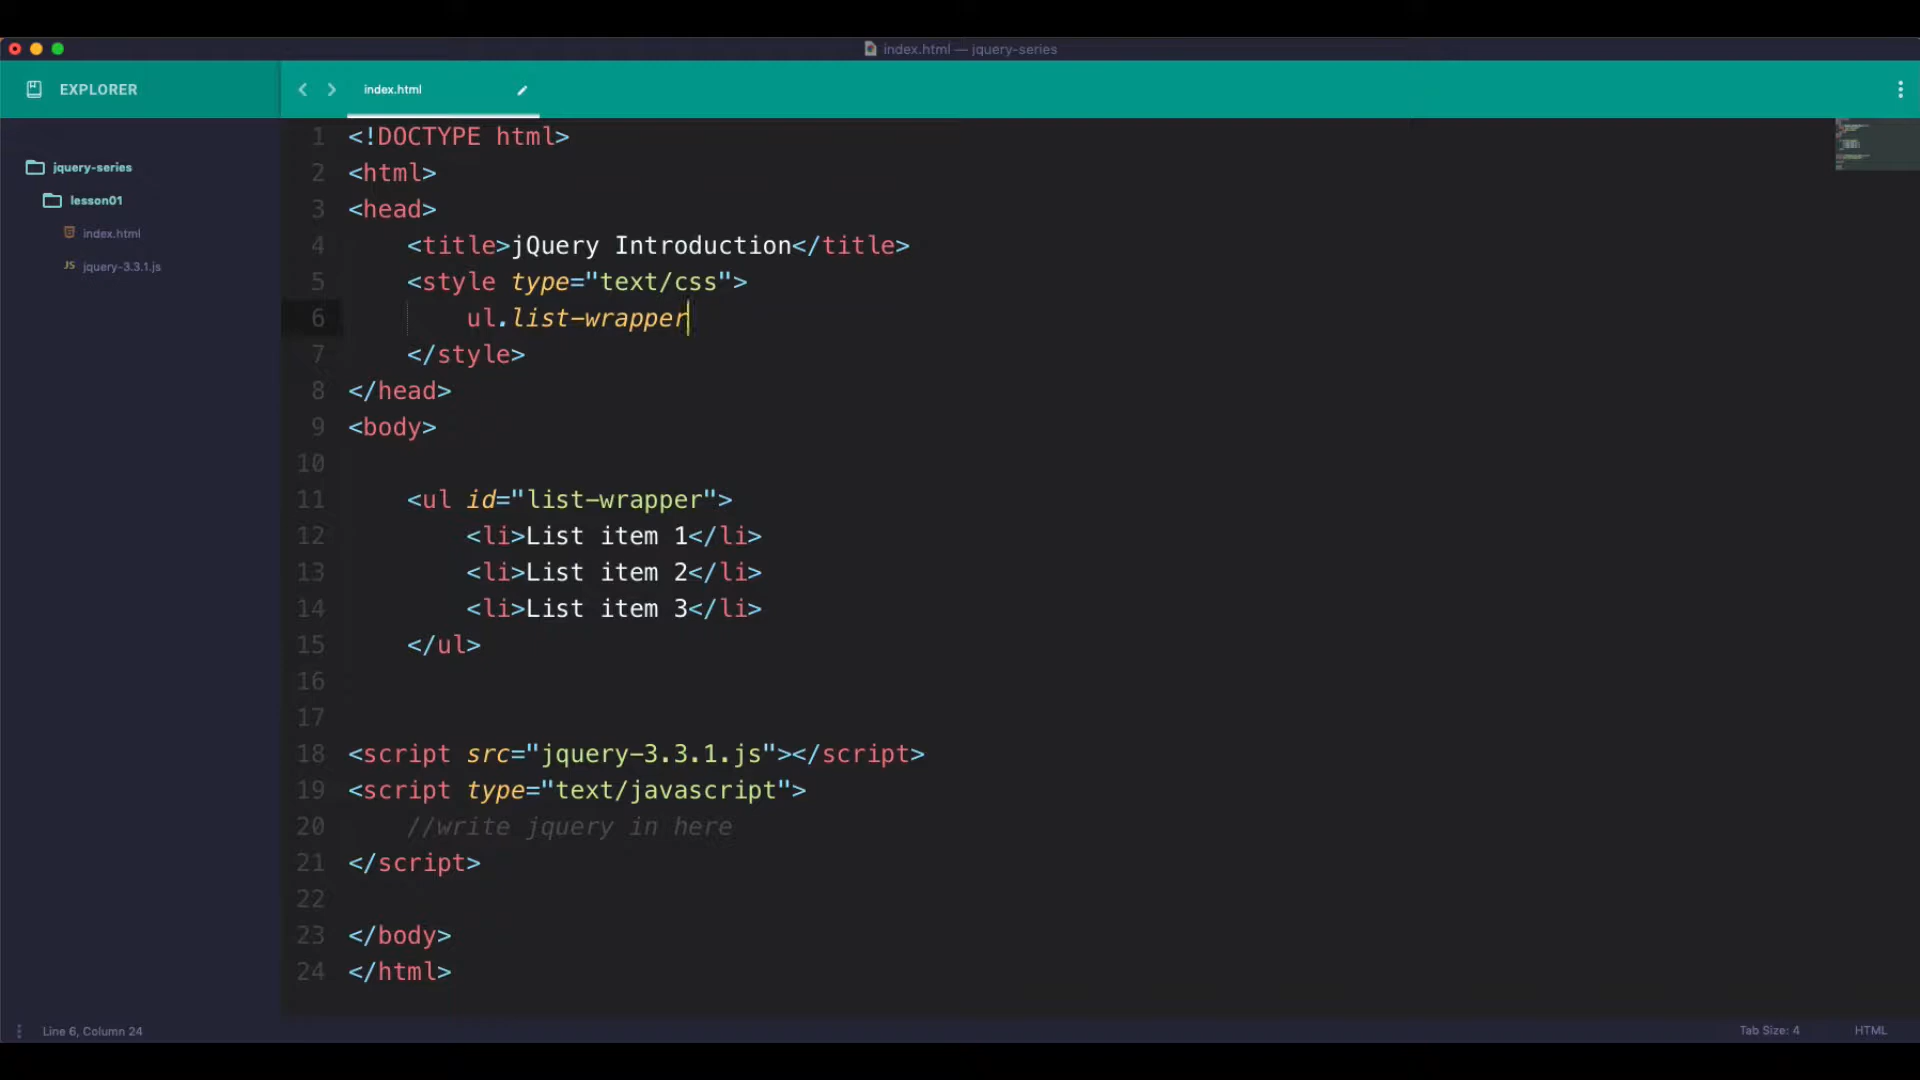 index.html — jquery-series
EXPLORER
index.html
jquery-series
lesson01
index.html
JS jquery-3.3.1.js
1 <!DOCTYPE html>
2 <html>
3 <head>
4 <title>jQuery Introduction</title>
5 <style type="text/css">
6 ul.list-wrapper
7 </style>
8 </head>
9 <body>
10
11 <ul id="list-wrapper">
12 <li>List item 1</li>
13 <li>List item 2</li>
14 <li>List item 3</li>
15 </ul>
16
17
18 <script src="jquery-3.3.1.js"></script>
19 <script type="text/javascript">
20 //write jquery in here
21 </script>
22
23 </body>
24 </html>
Line 6, Column 24
Tab Size: 4
HTML